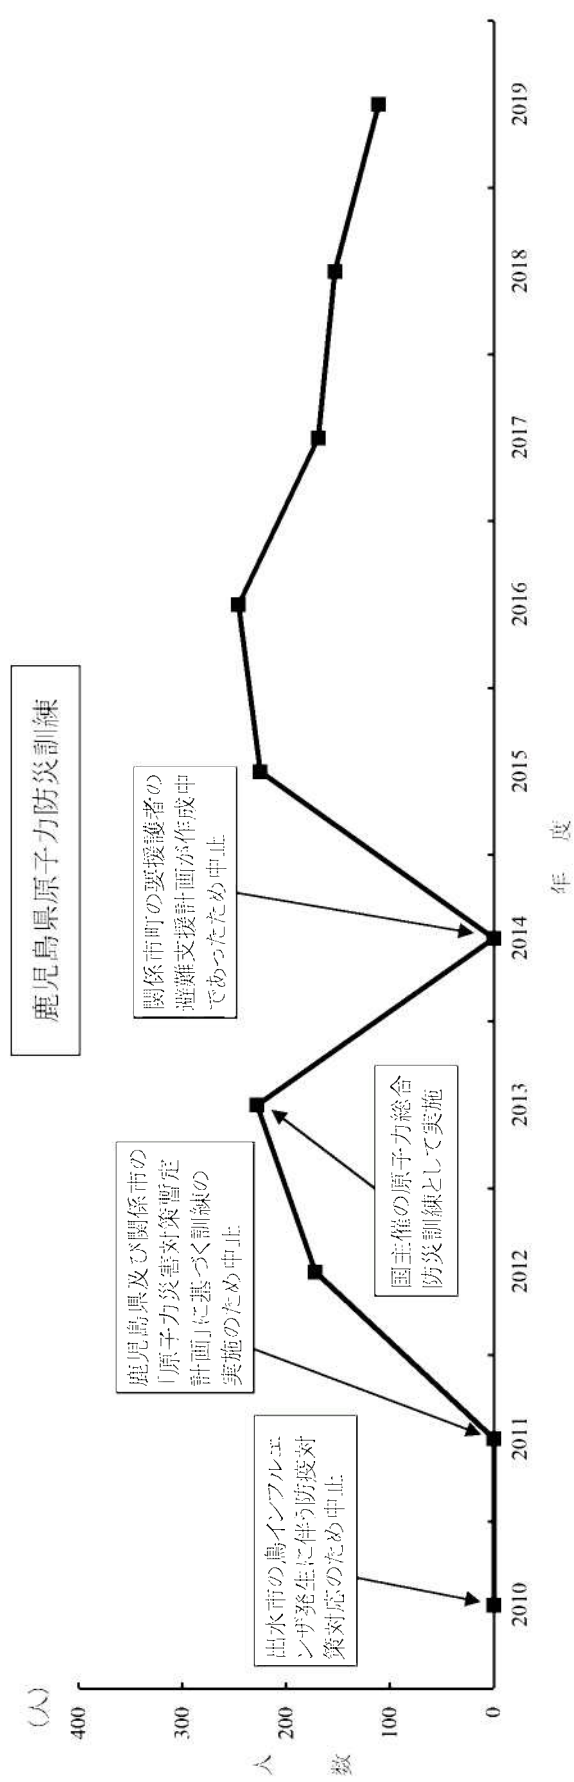 鹿児島県原子力防災訓練
(人)
400
300
200
100
0
人
数
出水市の鳥インフルエ
ンザ発生に伴う防疫対
策対応のため中止
鹿児島県及び関係市の
「原子力災害対策暫定
計画」に基づく訓練の
実施のため中止
国主催の原子力総合
防災訓練として実施
関係市町の要援護者の
避難支援計画が作成中
であったため中止
2010
2011
2012
2013
2014
2015
2016
2017
2018
2019
年 度